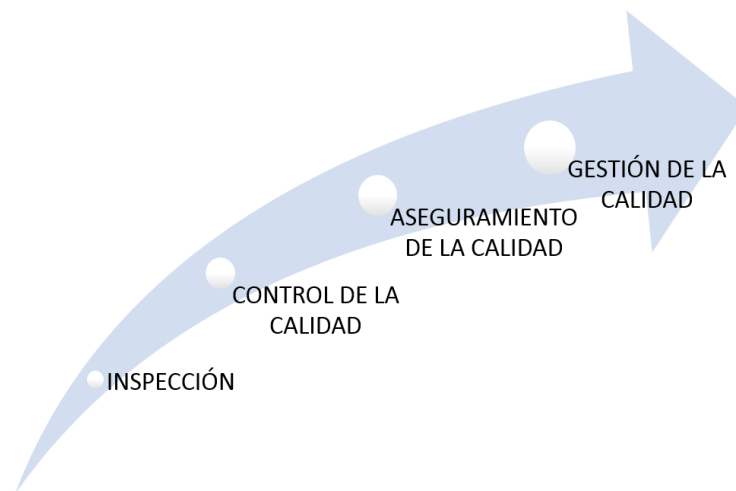 GESTIÓN DE LA
CALIDAD
ASEGURAMIENTO
DE LA CALIDAD
CONTROL DE LA
CALIDAD
INSPECCIÓN